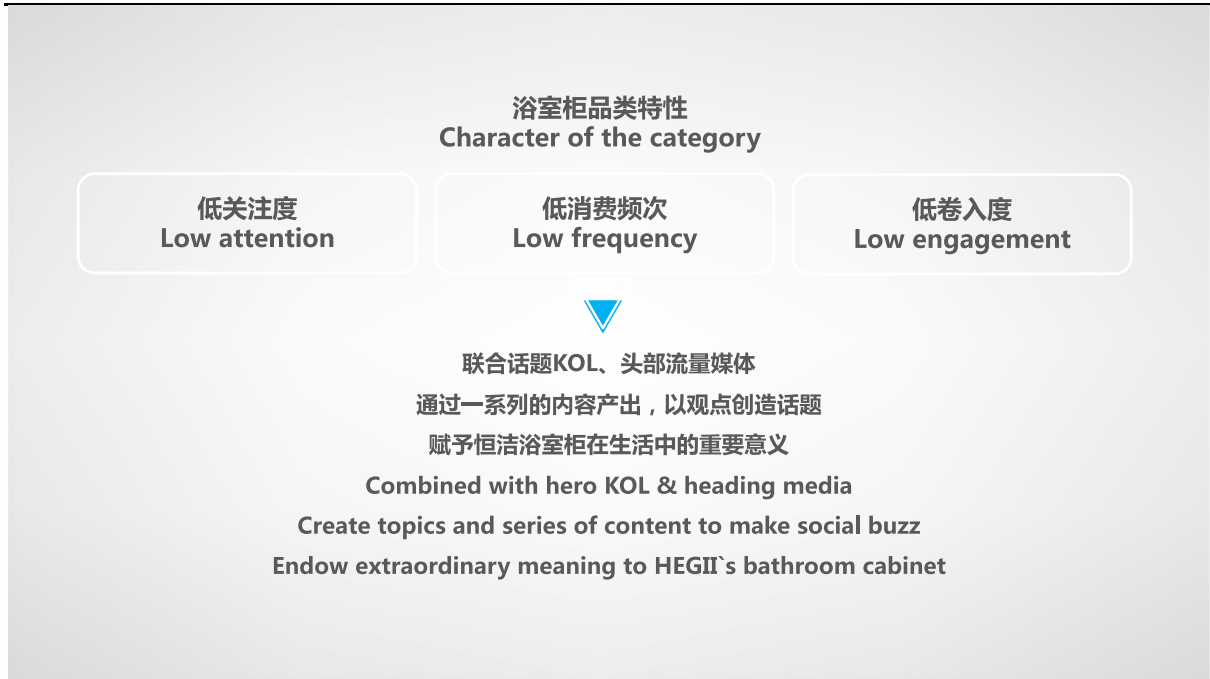 浴室柜品类特性
Character of the category
低关注度
Low attention
低消费频次
Low frequency
低卷入度
Low engagement
联合话题KOL、头部流量媒体
通过一系列的内容产出，以观点创造话题
赋予恒洁浴室柜在生活中的重要意义
Combined with hero KOL & heading media
Create topics and series of content to make social buzz
Endow extraordinary meaning to HEGII`s bathroom cabinet